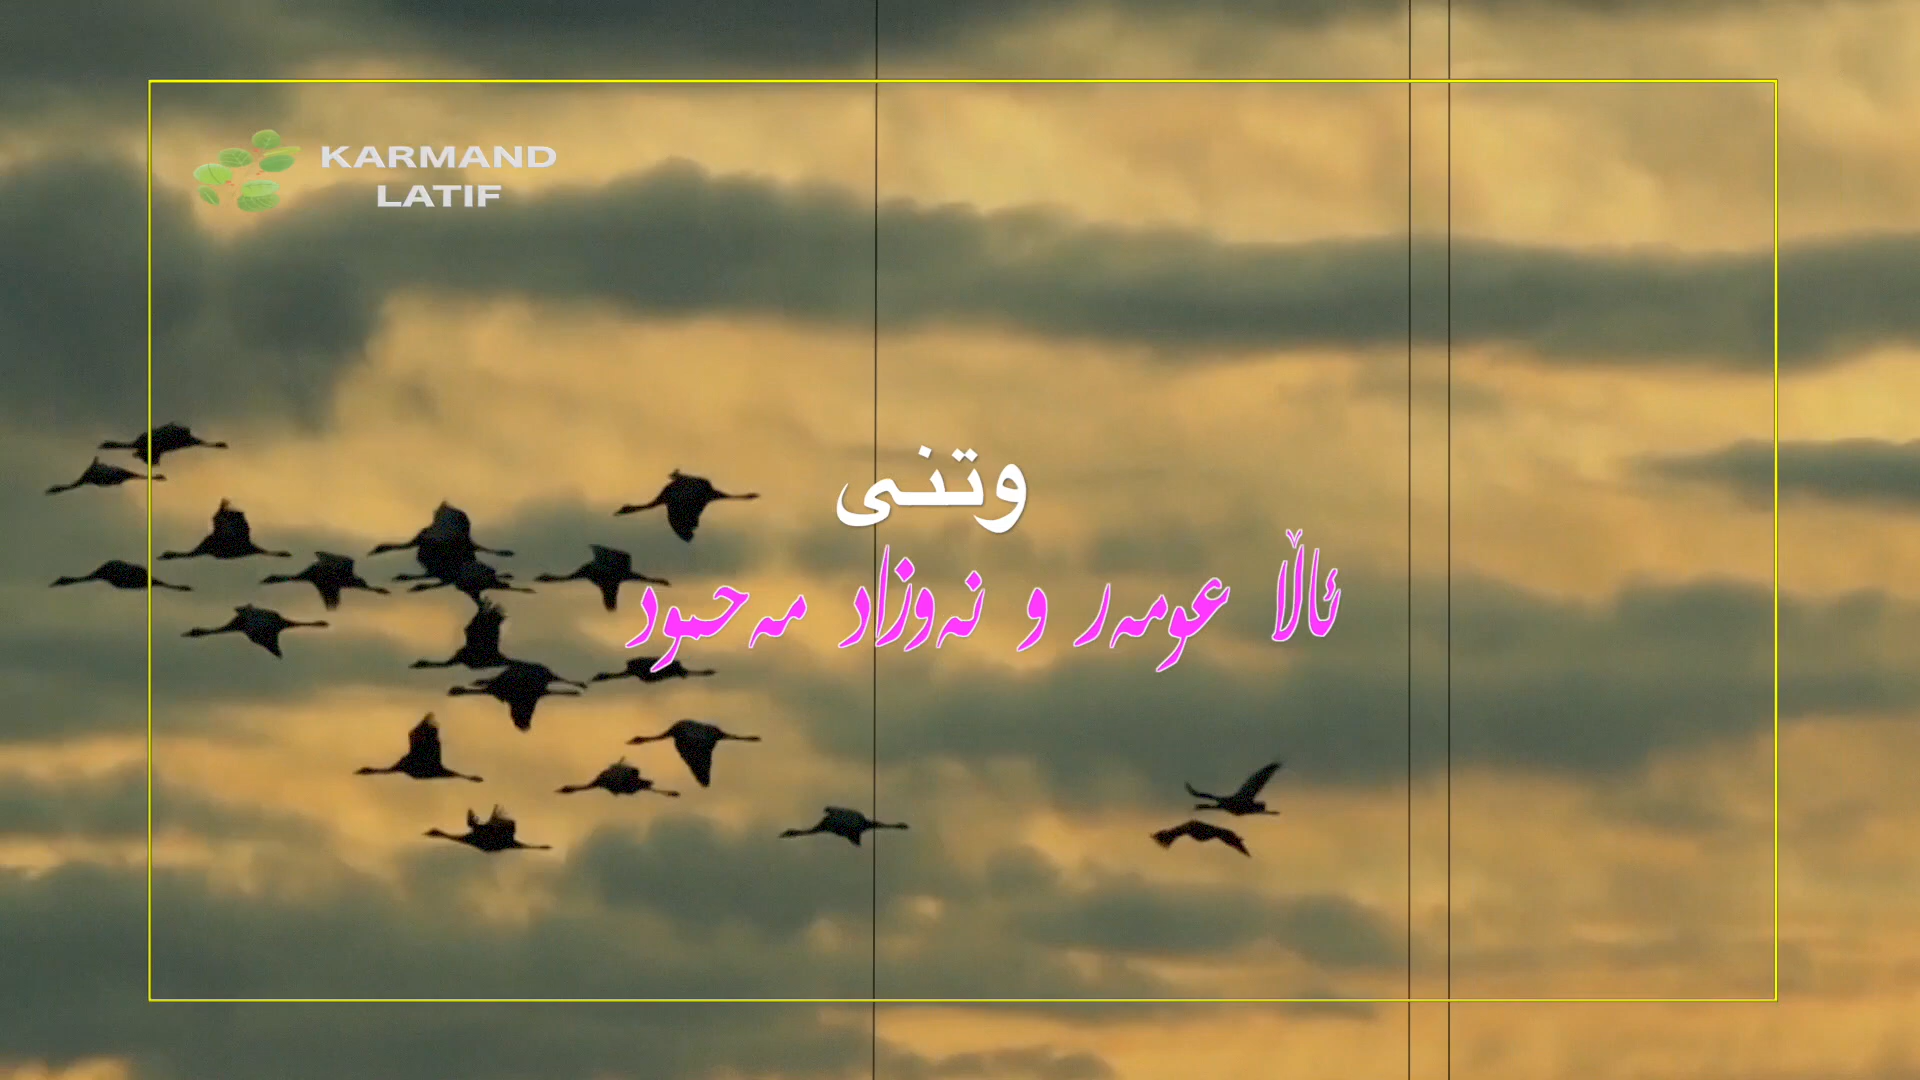 KARMAND
LATIF
وتنی
ئاڵا عومەر و نەوزاد مەحمود